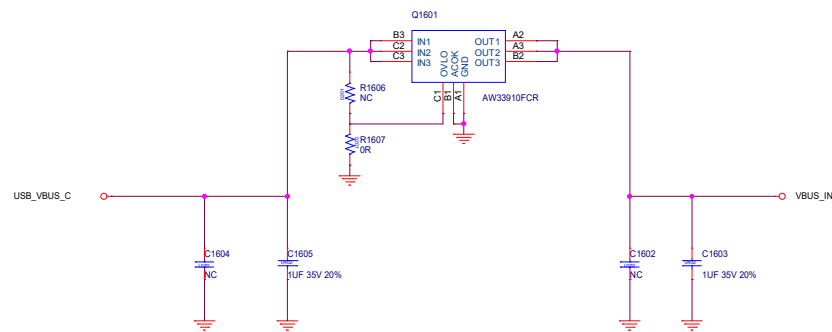 Q1601
B3 IN1 OUT1 A2
C2 IN2 OUT2 A3
C3 IN3 OUT3 B2
OVLO
ACOK
GND
C1
B1
A1
AW33910FCR
R1606
NC
0201
R1607
0R
USB_VBUS_C
VBUS_IN
C1604
NC
C1605
1UF 35V 20%
C1602
NC
C1603
1UF 35V 20%